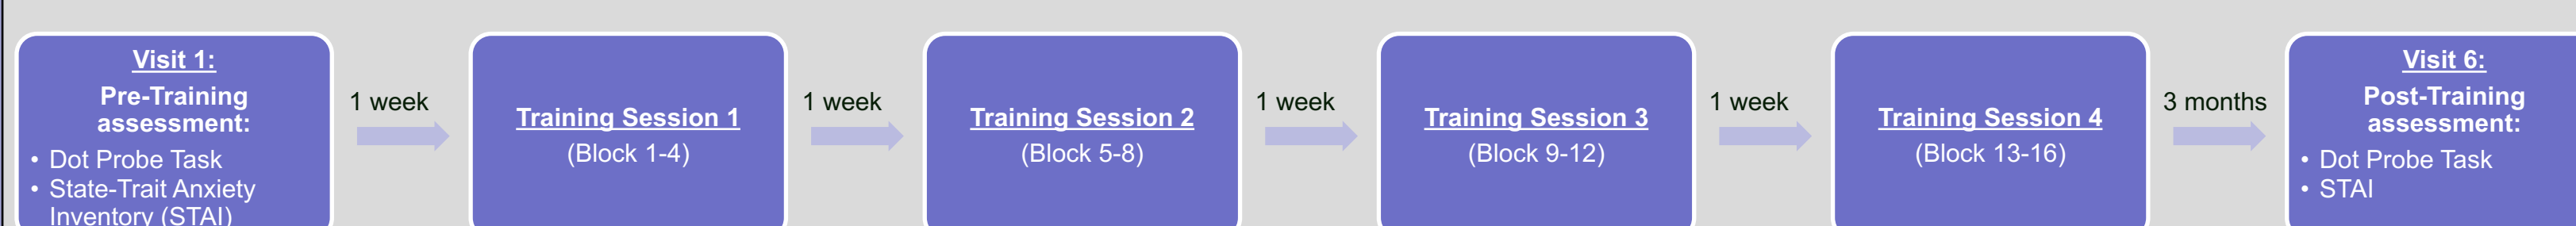 Visit 1:
Pre-Training
assessment:
• Dot Probe Task
• State-Trait Anxiety
Inventory (STAI)
1 week
Training Session 1
(Block 1-4)
1 week
Training Session 2
(Block 5-8)
1 week
Training Session 3
(Block 9-12)
1 week
Training Session 4
(Block 13-16)
3 months
Visit 6:
Post-Training
assessment:
• Dot Probe Task
• STAI